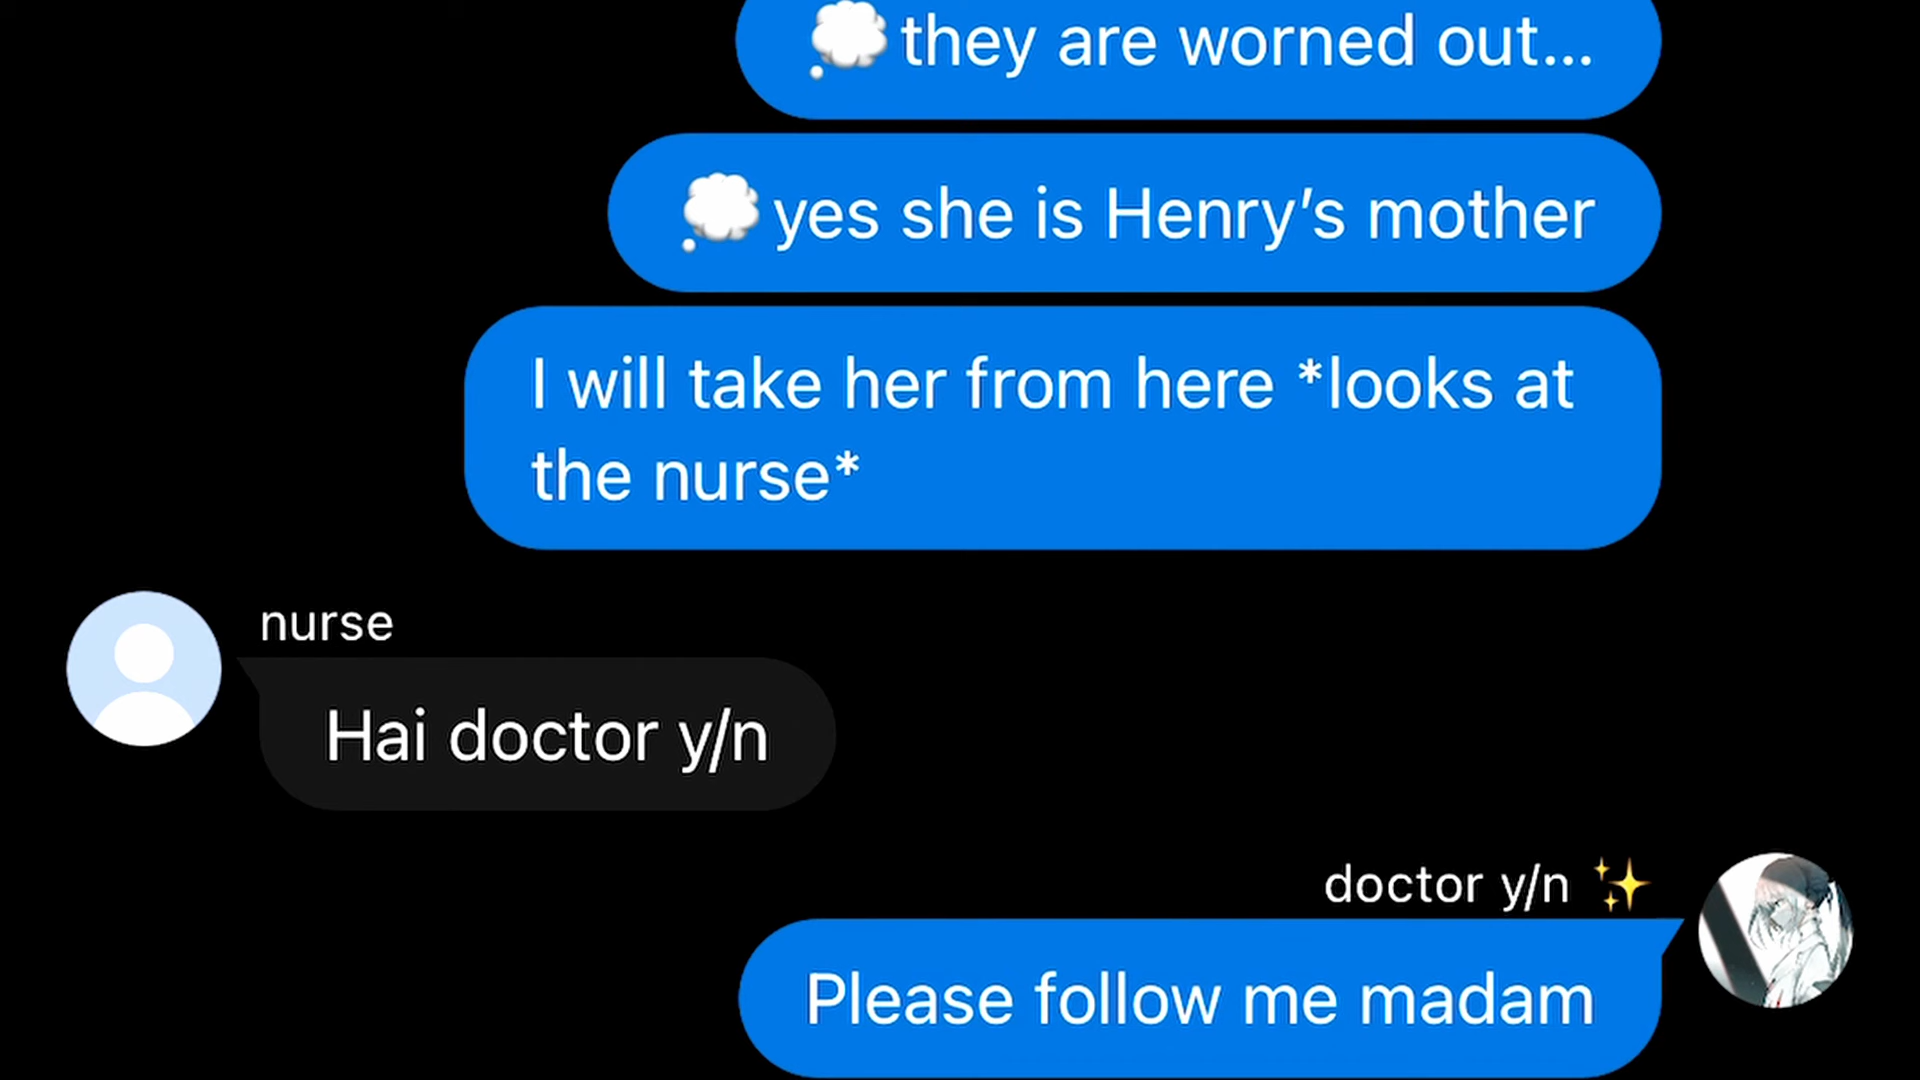 💭 they are worned out...
💭 yes she is Henry’s mother
I will take her from here *looks at
the nurse*
nurse
Hai doctor y/n
doctor y/n ✨
Please follow me madam